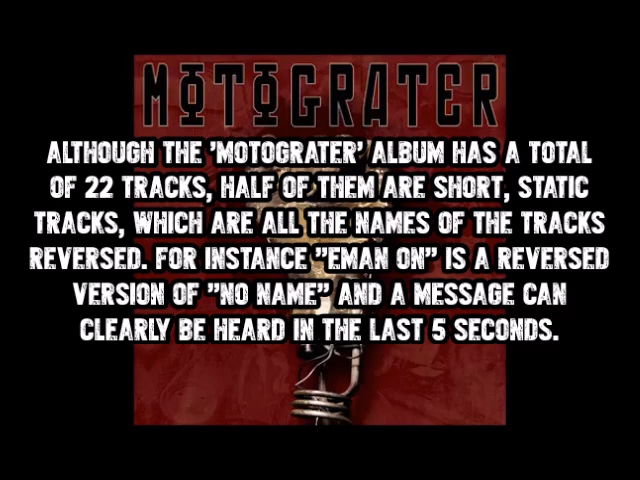 MOTOGRATER
ALTHOUGH THE 'MOTOGRATER' ALBUM HAS A TOTAL
OF 22 TRACKS, HALF OF THEM ARE SHORT, STATIC
TRACKS, WHICH ARE ALL THE NAMES OF THE TRACKS
REVERSED. FOR INSTANCE "EMAN ON" IS A REVERSED
VERSION OF "NO NAME" AND A MESSAGE CAN
CLEARLY BE HEARD IN THE LAST 5 SECONDS.